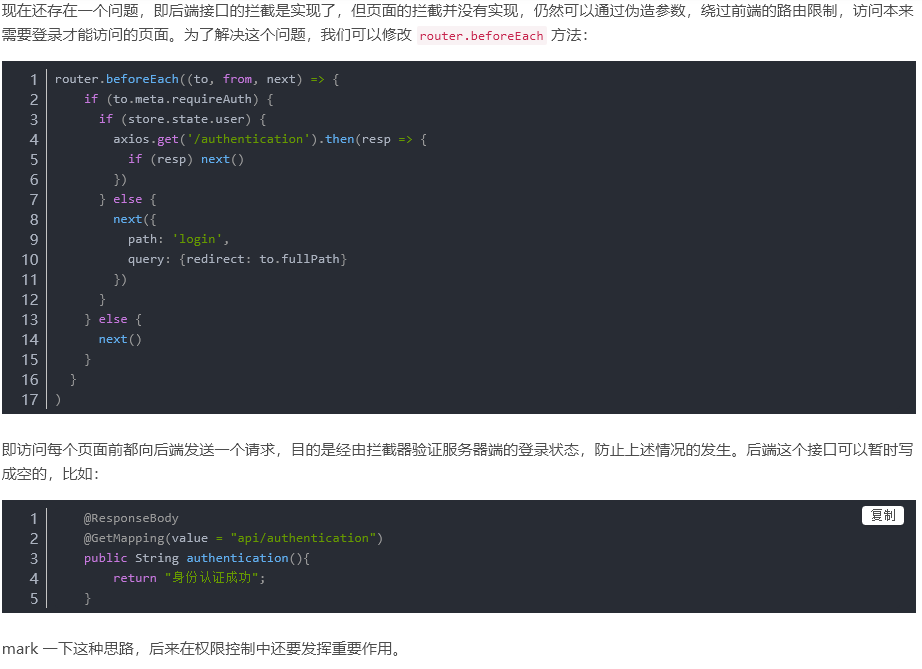 现在还存在一个问题，即后端接口的拦截是实现了，但页面的拦截并没有实现，仍然可以通过伪造参数，绕过前端的路由限制，访问本来
需要登录才能访问的页面。为了解决这个问题，我们可以修改 router.beforeEach 方法：
1 router.beforeEach((to, from, next) => {
2     if (to.meta.requireAuth) {
3       if (store.state.user) {
4         axios.get('/authentication').then(resp => {
5           if (resp) next()
6         })
7       } else {
8         next({
9           path: 'login',
10           query: {redirect: to.fullPath}
11         })
12       }
13     } else {
14       next()
15     }
16   }
17 )
即访问每个页面前都向后端发送一个请求，目的是经由拦截器验证服务器端的登录状态，防止上述情况的发生。后端这个接口可以暂时写
成空的，比如：
复制
1     @ResponseBody
2     @GetMapping(value = "api/authentication")
3     public String authentication(){
4         return "身份认证成功";
5     }
mark 一下这种思路，后来在权限控制中还要发挥重要作用。